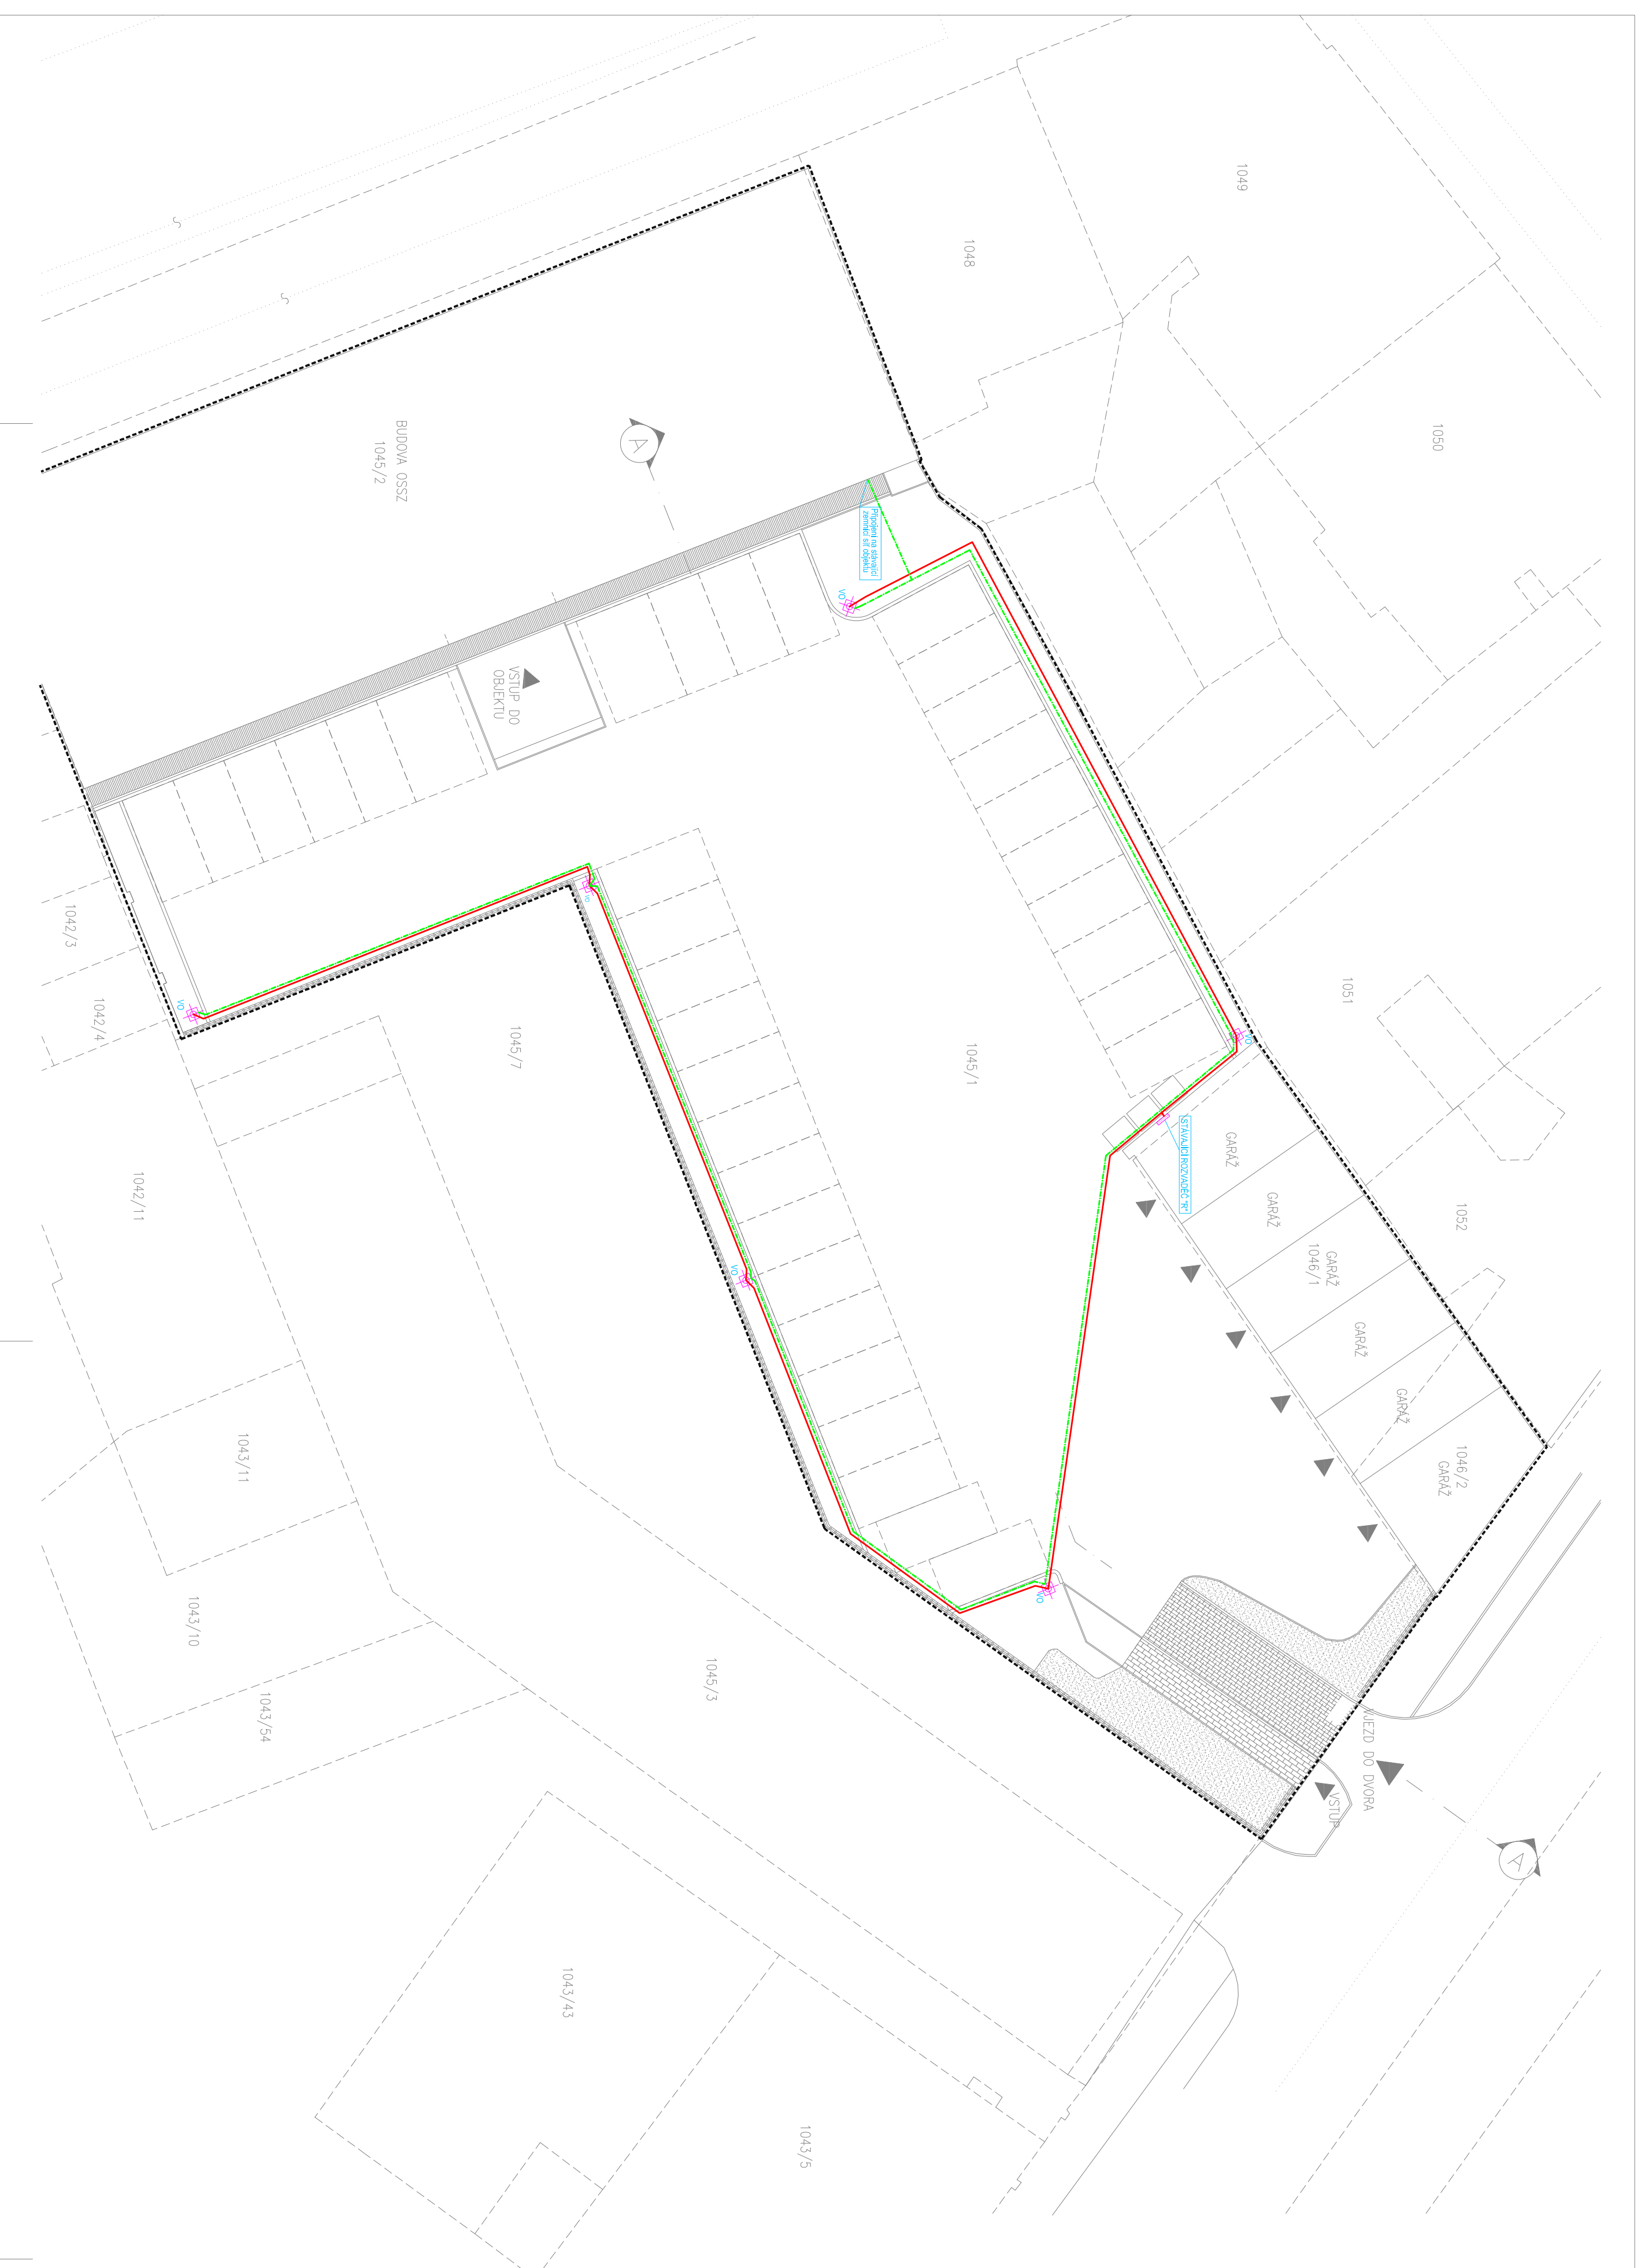 1049
1048
1050
BUDOVA OSSZ
1045/2
A
Připojení na stávající
zemnící síť objektu
VO
VSTUP DO
OBJEKTU
1042/3
1042/4
VO
VO
1045/7
1045/1
1051
VO
STÁVAJÍCÍ ROZVADĚČ "R"
GARÁŽ
GARÁŽ
GARÁŽ
1046/1
GARÁŽ
GARÁŽ
1046/2
GARÁŽ
1052
1042/11
VO
VO
1043/11
1043/10
1043/54
1045/3
VJEZD DO DVORA
VSTUP
A
1043/43
1043/5